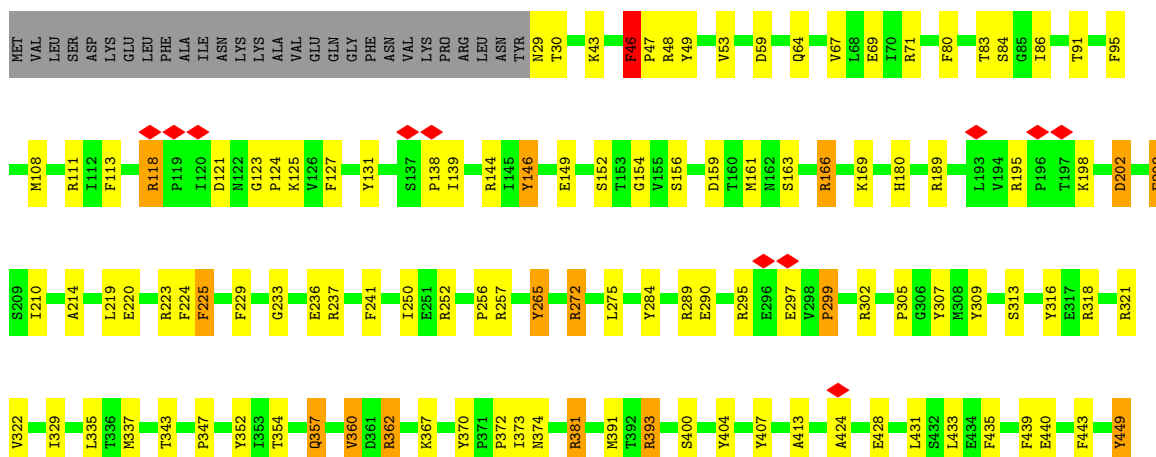 MET VAL LEU SER ASP LYS GLU LEU PHE ALA ILE ASN LYS LYS ALA VAL GLU GLN GLY PHE ASN VAL LYS PRO ARG LEU ASN TYR N29 T30 K43 F46 P47 R48 Y49 V53 D59 Q64 V67 L68 E69 I70 R71 F80 T83 S84 G85 I86 T91 F95
M108 R111 I112 F113 R118 P119 I120 D121 N122 G123 P124 K125 V126 F127 Y131 S137 P138 I139 R144 I145 Y146 E149 S152 T153 G154 V155 S156 D159 T160 M161 N162 S163 R166 K169 H180 R189 L193 V194 R195 P196 T197 K198 D202
S209 I210 A214 L219 E220 R223 F224 F225 F229 G233 E236 R237 F241 I250 E251 R252 P256 R257 Y265 R272 L275 Y284 R289 E290 R295 E296 E297 V298 P299 R302 P305 G306 Y307 M308 Y309 S313 Y316 E317 R318 R321
V322 I329 L335 T336 M337 T343 P347 Y352 I353 T354 Q357 V360 D361 R362 K367 Y370 P371 P372 I373 N374 R381 M391 T392 R393 S400 Y404 Y407 A413 A424 E428 L431 S432 L433 E434 F435 F439 E440 F443 Y449